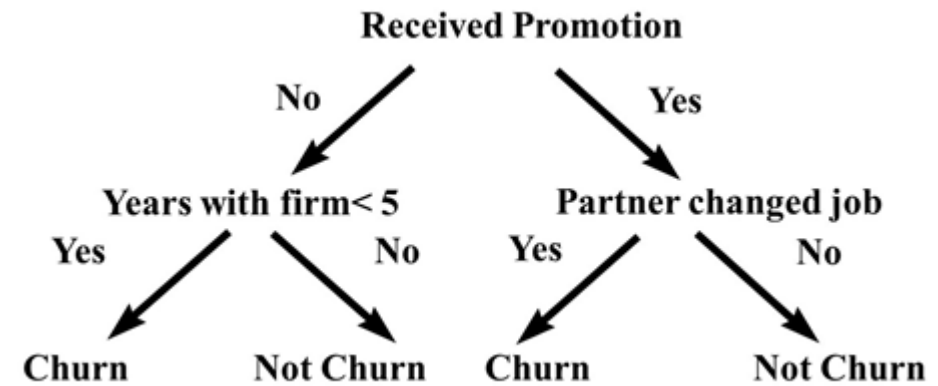 Received Promotion
No
Yes
Years with firm< 5
Partner changed job
Yes
No
Yes
No
Churn
Not Churn
Churn
Not Churn